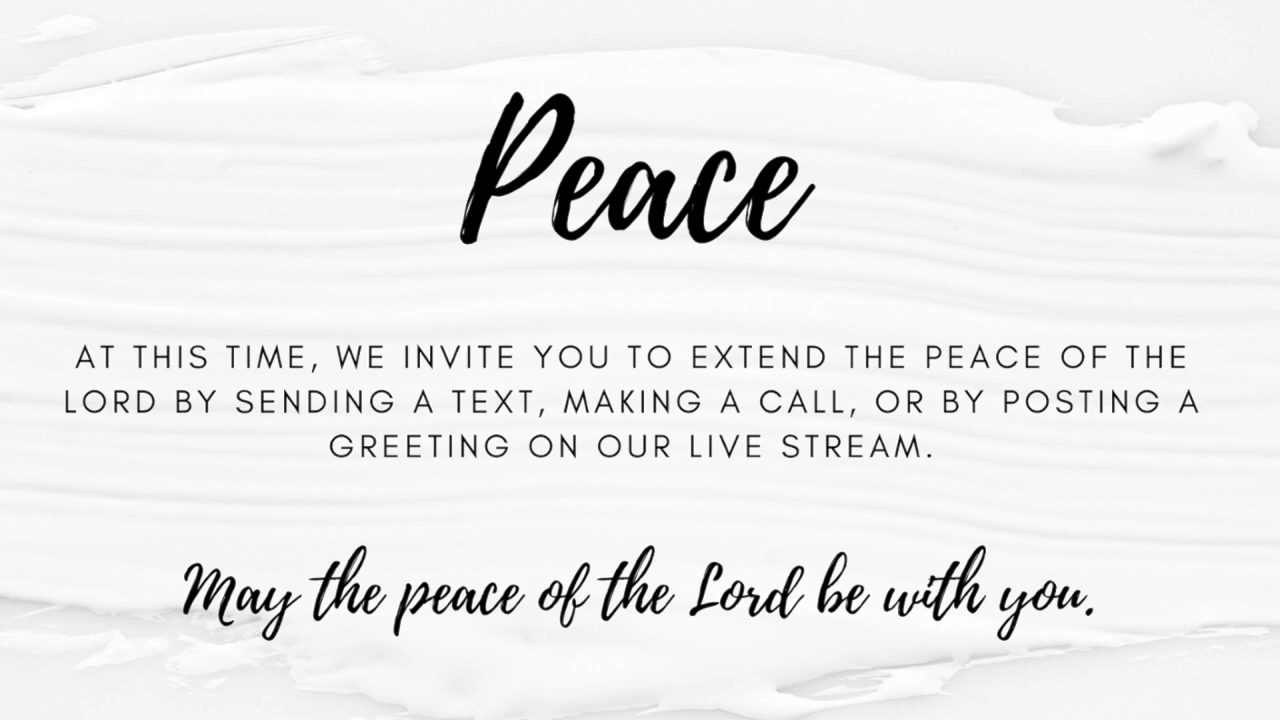 Peace
AT THIS TIME, WE INVITE YOU TO EXTEND THE PEACE OF THE
LORD BY SENDING A TEXT, MAKING A CALL, OR BY POSTING A
GREETING ON OUR LIVE STREAM.
May the peace of the Lord be with you.